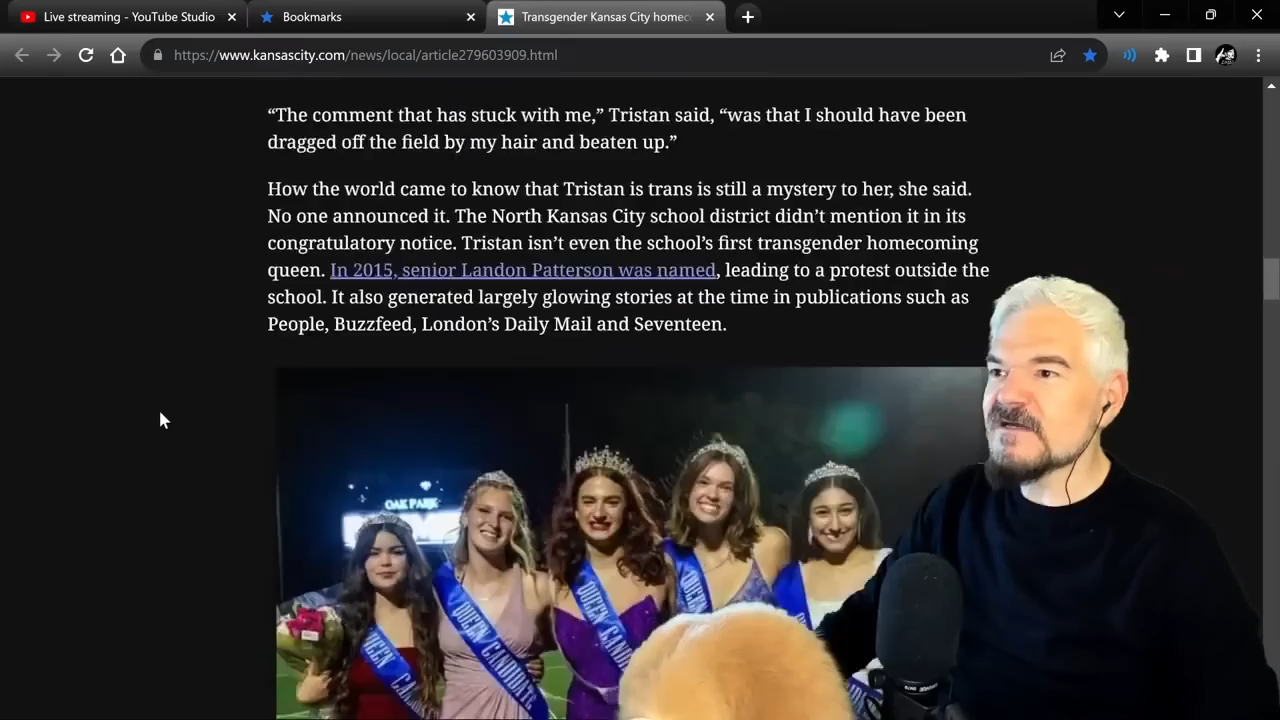 Live streaming - YouTube Studio
Bookmarks
Transgender Kansas City homec
https://www.kansascity.com/news/local/article279603909.html
“The comment that has stuck with me,” Tristan said, “was that I should have been
dragged off the field by my hair and beaten up.”
How the world came to know that Tristan is trans is still a mystery to her, she said.
No one announced it. The North Kansas City school district didn’t mention it in its
congratulatory notice. Tristan isn’t even the school’s first transgender homecoming
queen. In 2015, senior Landon Patterson was named, leading to a protest outside the
school. It also generated largely glowing stories at the time in publications such as
People, Buzzfeed, London’s Daily Mail and Seventeen.
OAK PARK
QUEEN CANDIDATE
QUEEN